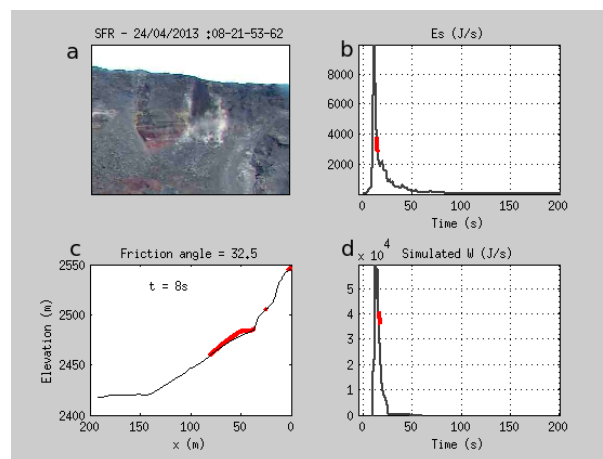 a
SFR - 24/04/2013 :08-21-53-62
b
Es (J/s)
8000
6000
4000
2000
0
50
100
150
200
Time (s)
c
Friction angle = 32.5
t = 8s
2550
2500
2450
2400
Elevation (m)
200
150
100
50
0
x (m)
d
x 10^4
Simulated W (J/s)
5
4
3
2
1
0
0
50
100
150
200
Time (s)